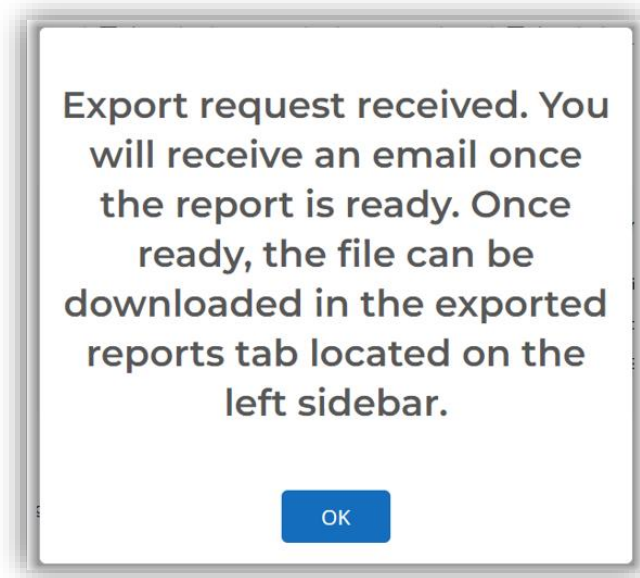 Export request received. You
will receive an email once
the report is ready. Once
ready, the file can be
downloaded in the exported
reports tab located on the
left sidebar.
OK